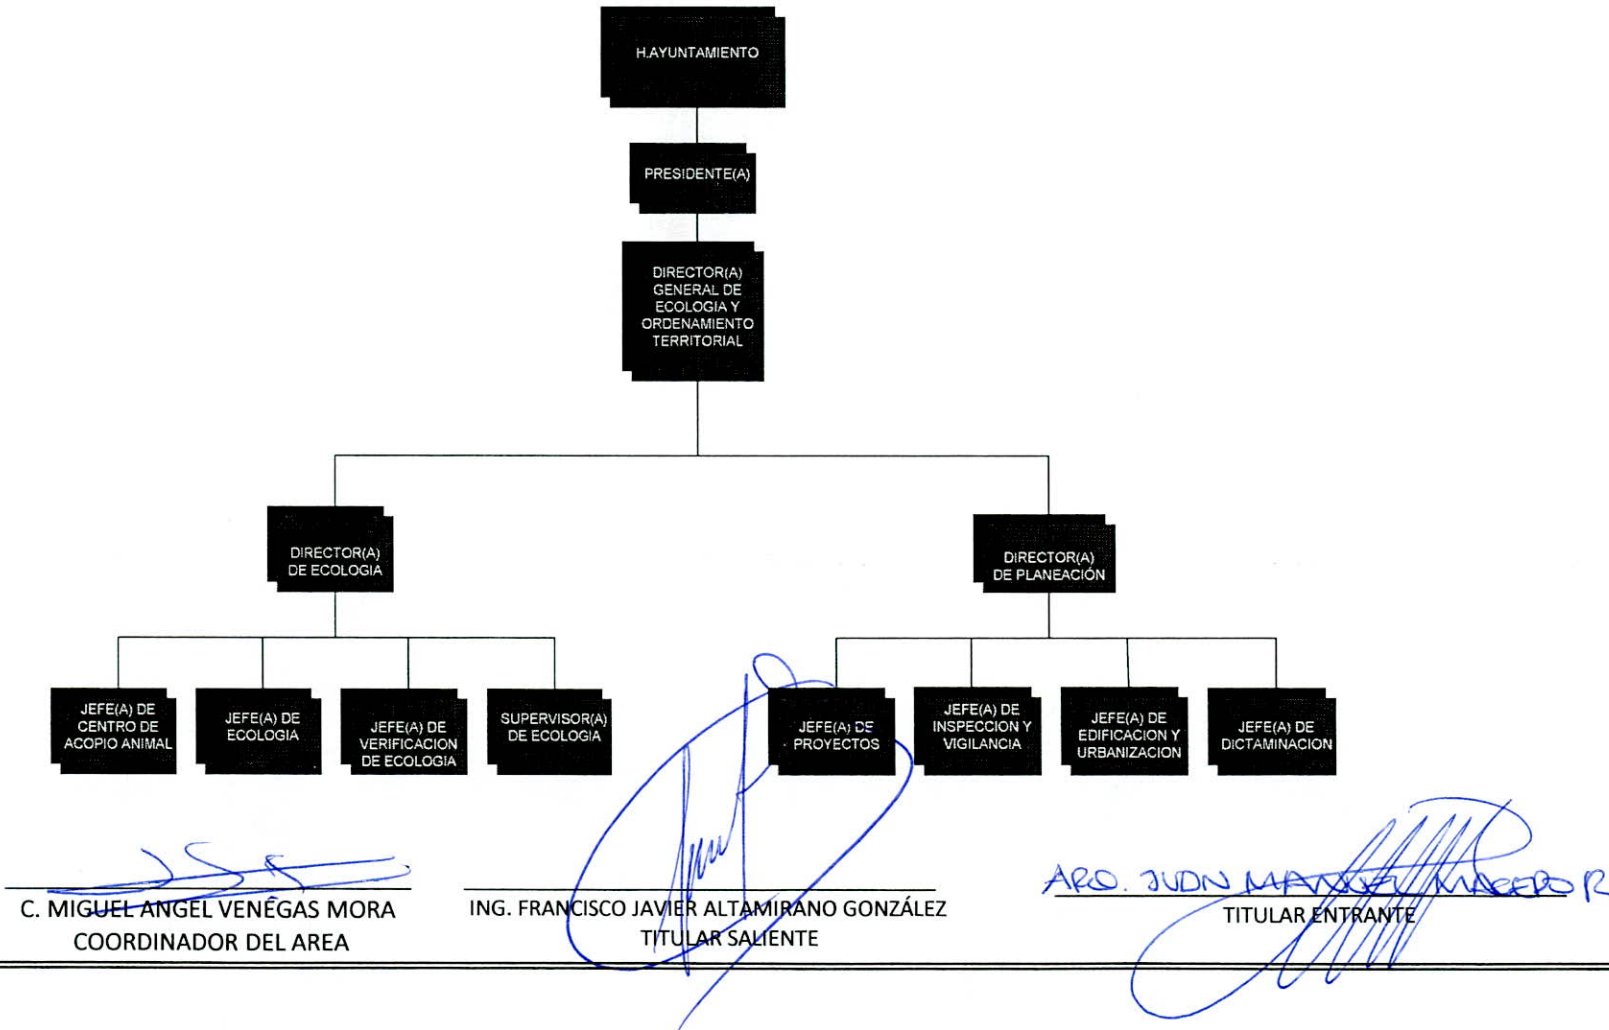 H.AYUNTAMIENTO
PRESIDENTE(A)
DIRECTOR(A)
GENERAL DE
ECOLOGIA Y
ORDENAMIENTO
TERRITORIAL
DIRECTOR(A)
DE ECOLOGIA
DIRECTOR(A)
DE PLANEACIÓN
JEFE(A) DE
CENTRO DE
ACOPIO ANIMAL
JEFE(A) DE
ECOLOGIA
JEFE(A) DE
VERIFICACION
DE ECOLOGIA
SUPERVISOR(A)
DE ECOLOGIA
JEFE(A) DE
PROYECTOS
JEFE(A) DE
INSPECCION Y
VIGILANCIA
JEFE(A) DE
EDIFICACION Y
URBANIZACION
JEFE(A) DE
DICTAMINACION
C. MIGUEL ANGEL VENEGAS MORA
COORDINADOR DEL AREA
ING. FRANCISCO JAVIER ALTAMIRANO GONZÁLEZ
TITULAR SALIENTE
ARQ. JUAN MANUEL MACEDO R
TITULAR ENTRANTE